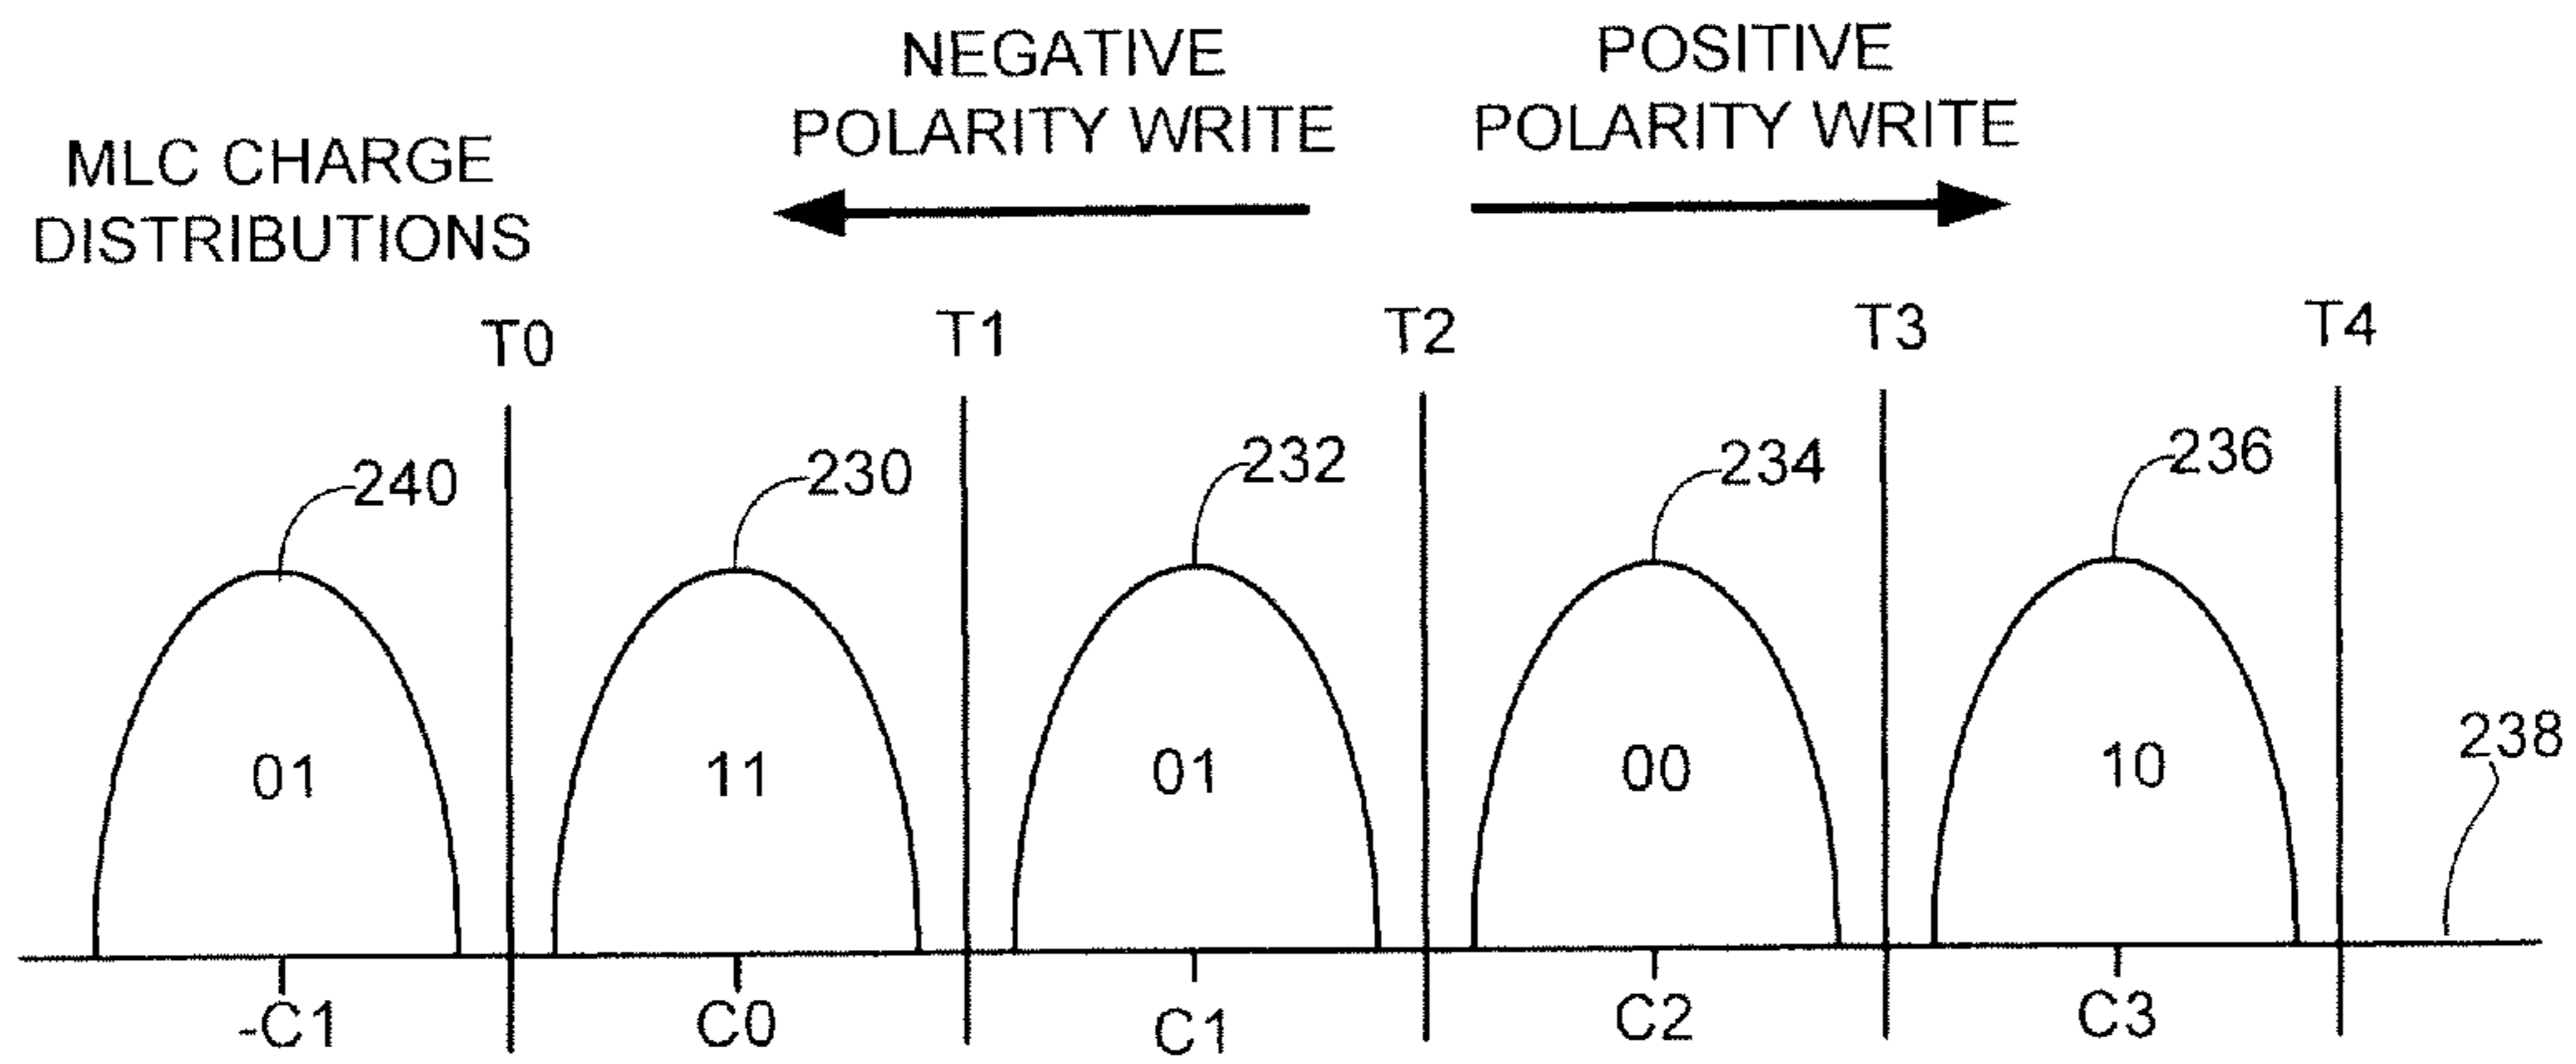 NEGATIVE
POLARITY WRITE
POSITIVE
POLARITY WRITE
MLC CHARGE
DISTRIBUTIONS
T0
T1
T2
T3
T4
240
230
232
234
236
238
01
11
01
00
10
-C1
C0
C1
C2
C3